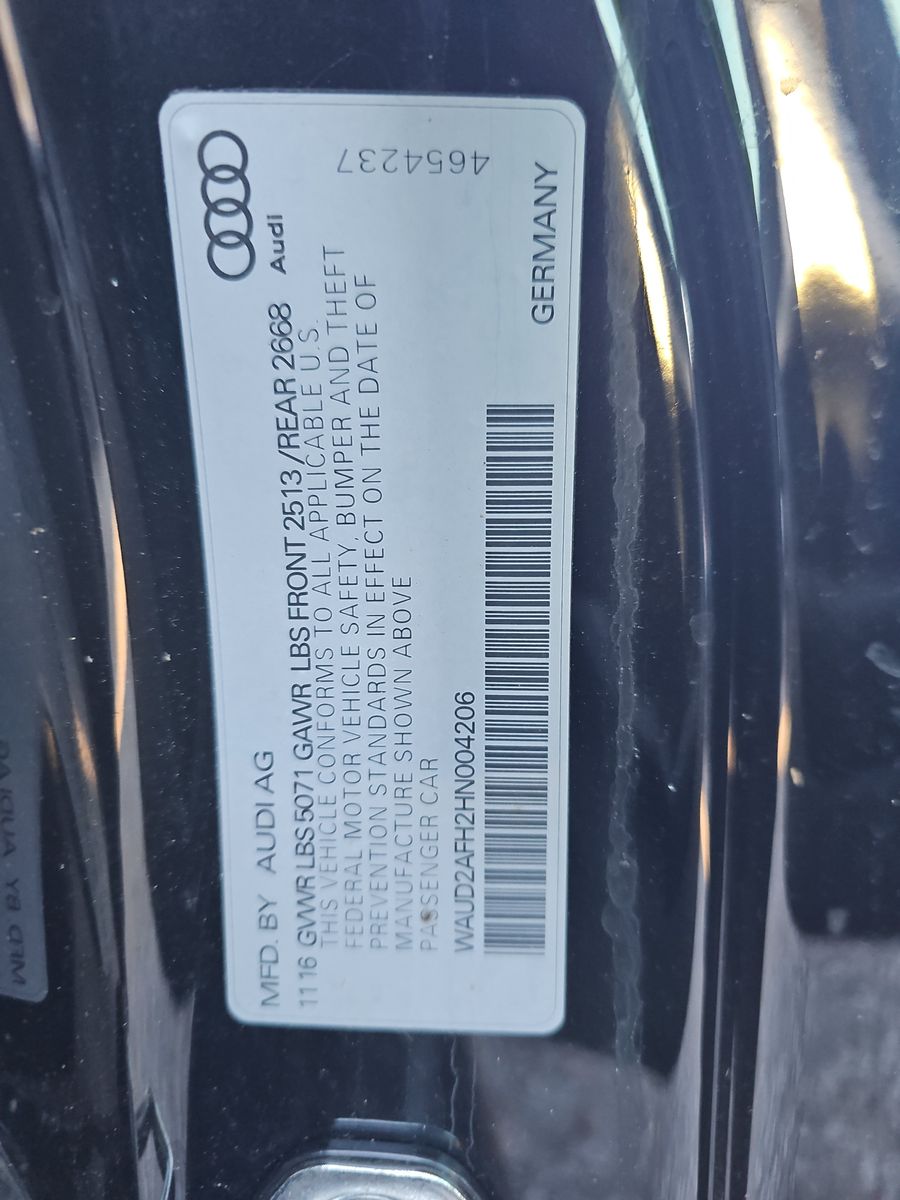 MFD. BY AUDI AG
11 16 GVWR LBS 5071 GAWR LBS FRONT 2513/REAR 2668
THIS VEHICLE CONFORMS TO ALL APPLICABLE U.S.
FEDERAL MOTOR VEHICLE SAFETY, BUMPER AND THEFT
PREVENTION STANDARDS IN EFFECT ON THE DATE OF
MANUFACTURE SHOWN ABOVE
PASSENGER CAR
WAUD2AFH2HN004206
GERMANY
Audi
4654237